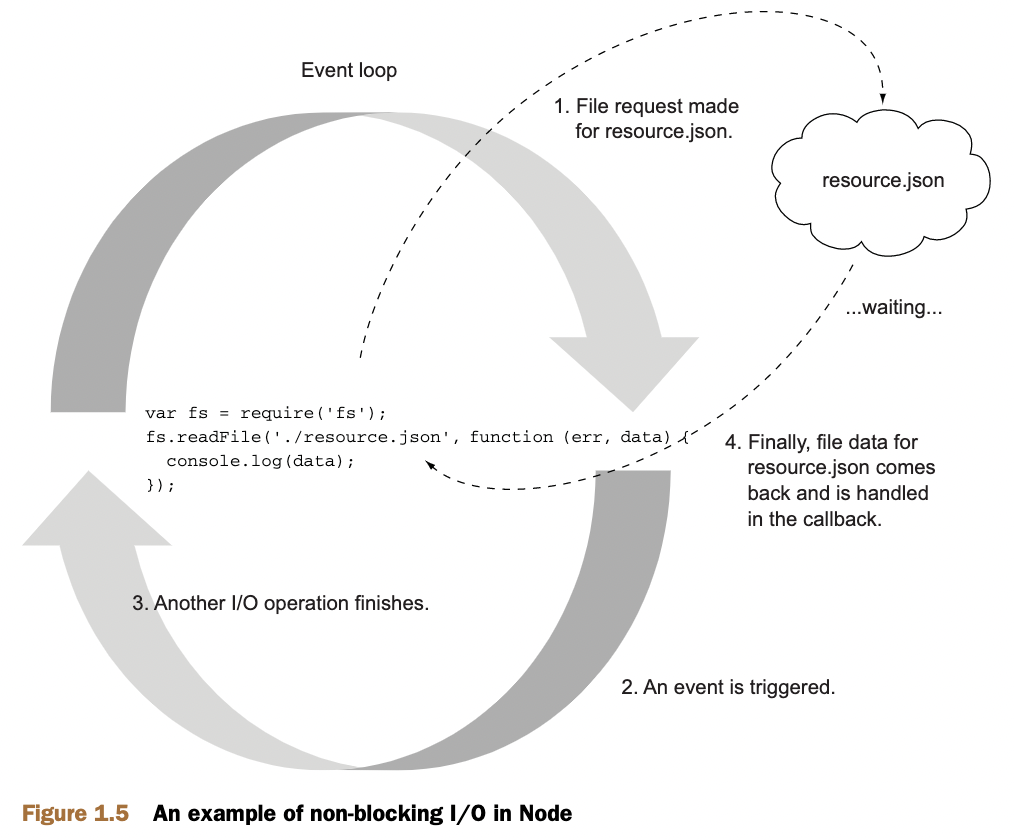 Event loop
1. File request made
for resource.json.
resource.json
...waiting...
var fs = require('fs');
fs.readFile('./resource.json', function (err, data) {
  console.log(data);
});
4. Finally, file data for
resource.json comes
back and is handled
in the callback.
3. Another I/O operation finishes.
2. An event is triggered.
Figure 1.5 An example of non-blocking I/O in Node